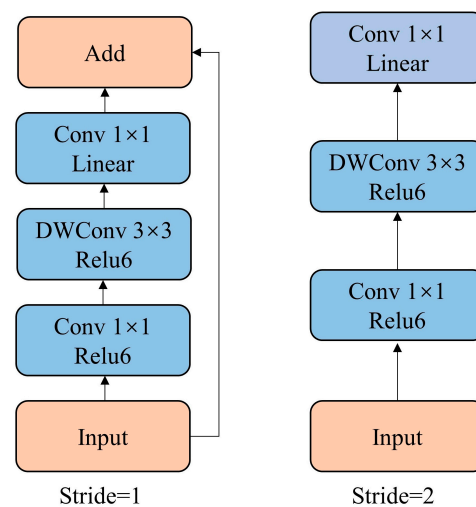 Add
Conv 1×1
Linear
DWConv 3×3
Relu6
Conv 1×1
Relu6
Input
Stride=1
Conv 1×1
Linear
DWConv 3×3
Relu6
Conv 1×1
Relu6
Input
Stride=2